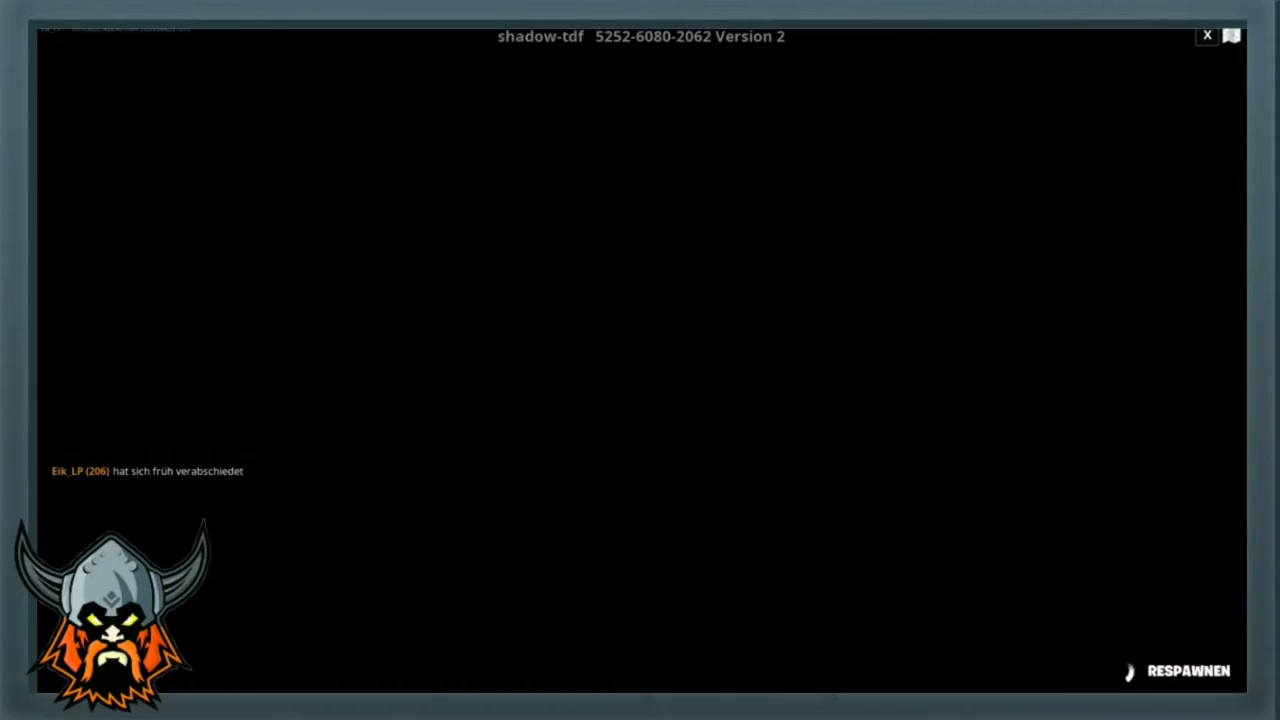 shadow-tdf 5252-6080-2062 Version 2
X
Eik_LP (206) hat sich früh verabschiedet
RESPAWNEN